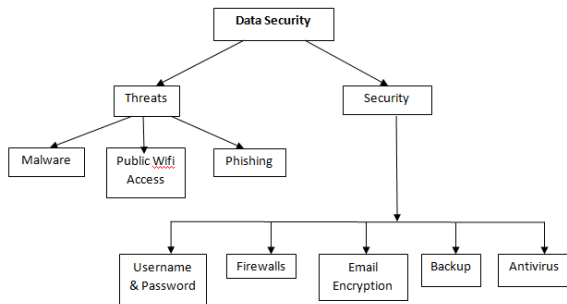 Data Security
Threats
Security
Malware
Public Wifi
Access
Phishing
Username
& Password
Firewalls
Email
Encryption
Backup
Antivirus